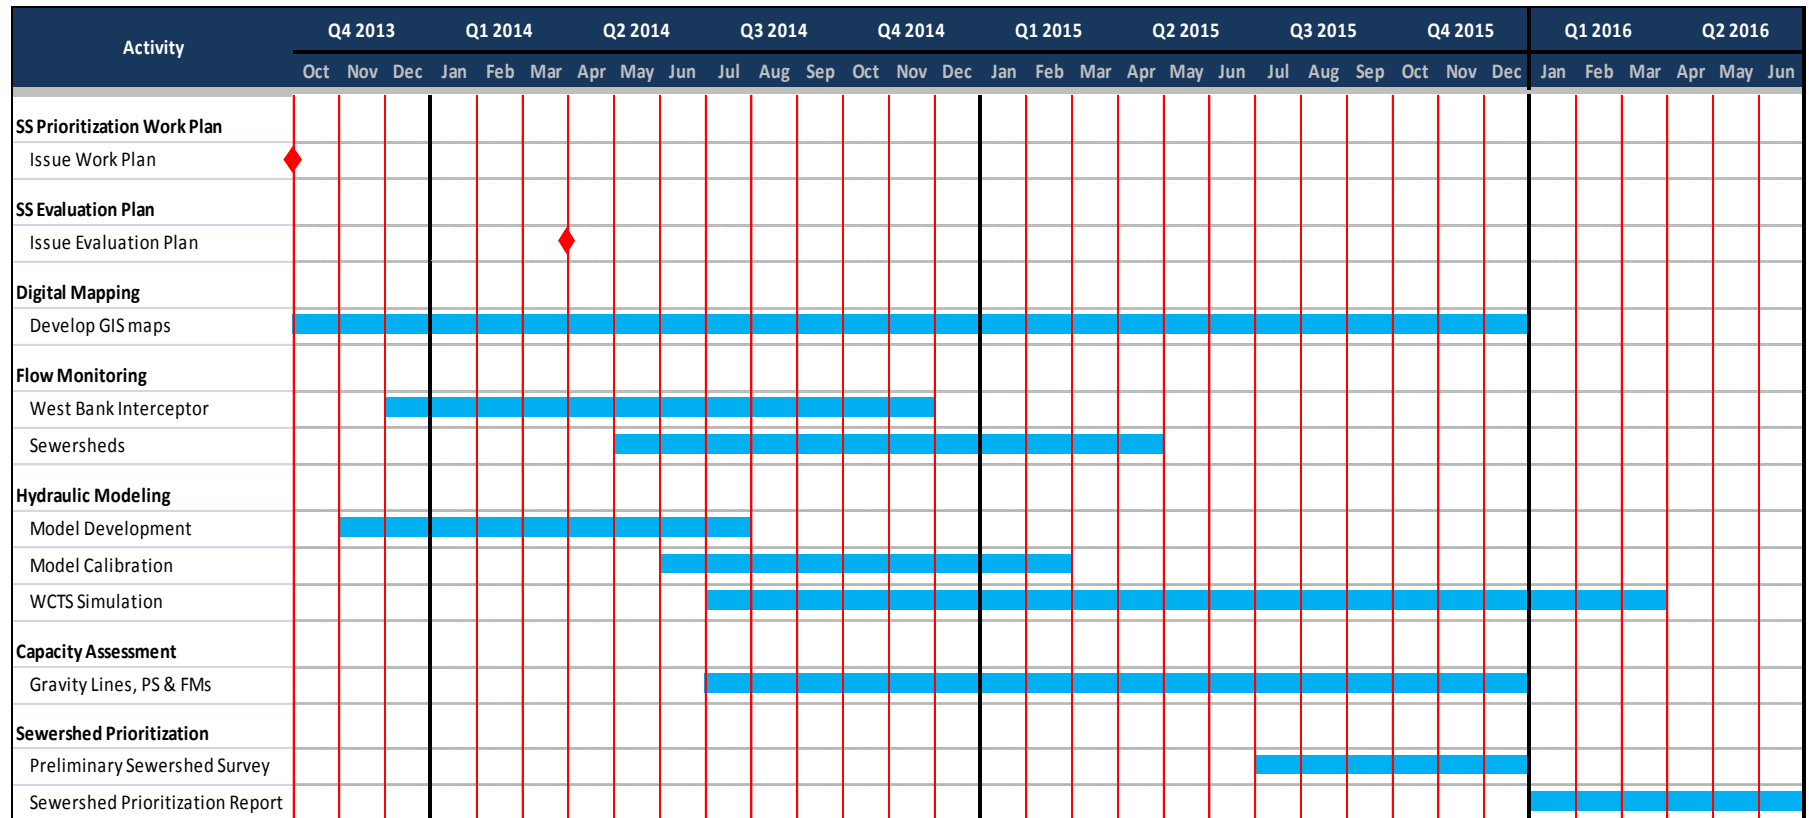 Activity
Q4 2013 Q1 2014 Q2 2014 Q3 2014 Q4 2014 Q1 2015 Q2 2015 Q3 2015 Q4 2015 Q1 2016 Q2 2016
Oct Nov Dec Jan Feb Mar Apr May Jun Jul Aug Sep Oct Nov Dec Jan Feb Mar Apr May Jun Jul Aug Sep Oct Nov Dec Jan Feb Mar Apr May Jun
SS Prioritization Work Plan
Issue Work Plan
SS Evaluation Plan
Issue Evaluation Plan
Digital Mapping
Develop GIS maps
Flow Monitoring
West Bank Interceptor
Sewersheds
Hydraulic Modeling
Model Development
Model Calibration
WCTS Simulation
Capacity Assessment
Gravity Lines, PS & FMs
Sewershed Prioritization
Preliminary Sewershed Survey
Sewershed Prioritization Report